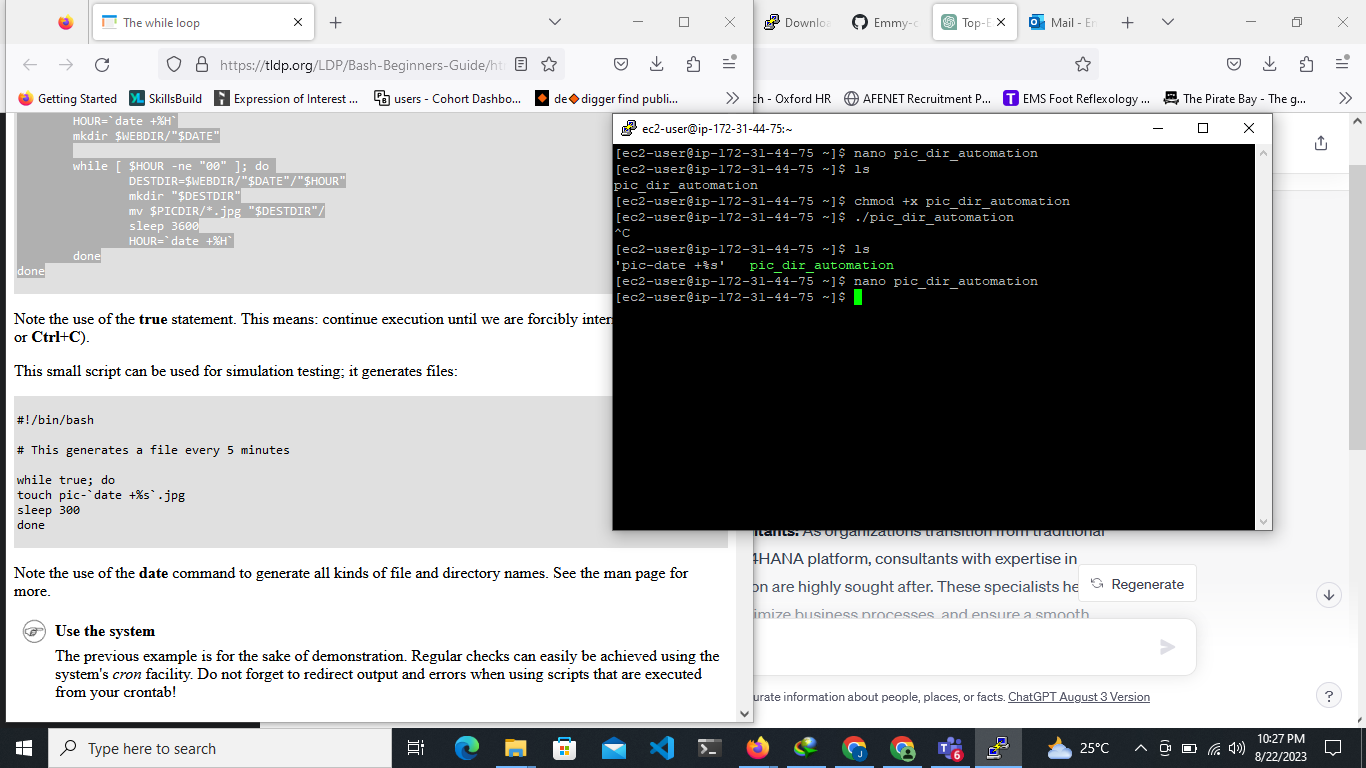 The while loop
Downloa
Emmy-c
Top-E
Mail - En
https://tldp.org/LDP/Bash-Beginners-Guide/htm
Getting Started
SkillsBuild
Expression of Interest ...
users - Cohort Dashbo...
de◆digger find publi...
ch - Oxford HR
AFENET Recruitment P...
EMS Foot Reflexology ...
The Pirate Bay - The g...
HOUR=`date +%H`
mkdir $WEBDIR/"$DATE"
while [ $HOUR -ne "00" ]; do
DESTDIR=$WEBDIR/"$DATE"/"$HOUR"
mkdir "$DESTDIR"
mv $PICDIR/*.jpg "$DESTDIR"/
sleep 3600
HOUR=`date +%H`
done
done
Note the use of the true statement. This means: continue execution until we are forcibly inter
or Ctrl+C).
This small script can be used for simulation testing; it generates files:
#!/bin/bash
# This generates a file every 5 minutes
while true; do
touch pic-`date +%s`.jpg
sleep 300
done
Note the use of the date command to generate all kinds of file and directory names. See the man page for
more.
Use the system
The previous example is for the sake of demonstration. Regular checks can easily be achieved using the
system's cron facility. Do not forget to redirect output and errors when using scripts that are executed
from your crontab!
ec2-user@ip-172-31-44-75:~
[ec2-user@ip-172-31-44-75 ~]$ nano pic_dir_automation
[ec2-user@ip-172-31-44-75 ~]$ ls
pic_dir_automation
[ec2-user@ip-172-31-44-75 ~]$ chmod +x pic_dir_automation
[ec2-user@ip-172-31-44-75 ~]$ ./pic_dir_automation
^C
[ec2-user@ip-172-31-44-75 ~]$ ls
'pic-date +%s' pic_dir_automation
[ec2-user@ip-172-31-44-75 ~]$ nano pic_dir_automation
[ec2-user@ip-172-31-44-75 ~]$
tants: As organizations transition from traditional
4HANA platform, consultants with expertise in
on are highly sought after. These specialists he
imize business processes, and ensure a smooth
Regenerate
urate information about people, places, or facts. ChatGPT August 3 Version
?
Type here to search
6
25°C
10:27 PM
8/22/2023